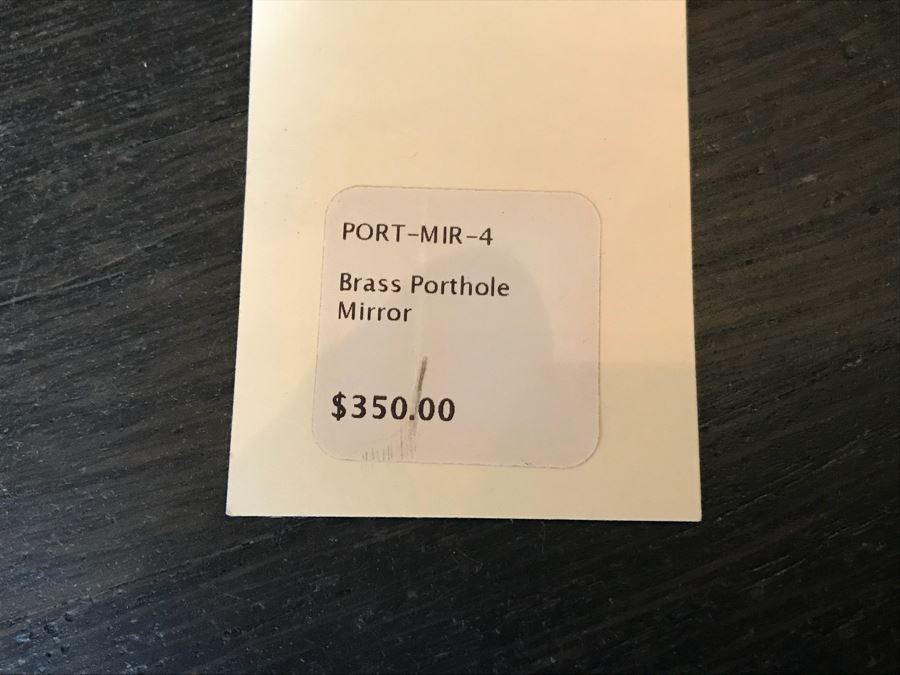 PORT-MIR-4
Brass Porthole
Mirror
$350.00